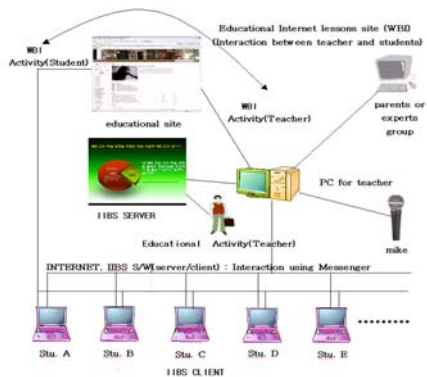 Educational Internet lessons site (WBI)
(Interaction between teacher and students)
WBI
Activity(Student)
WBI
Activity(Teacher)
parents or
experts
group
educational site
PC for teacher
IIBS SERVER
Educational Activity(Teacher)
mike
INTERNET, IIBS S/W(server/client) : Interaction using Messenger
Stu. A
Stu. B
Stu. C
Stu. D
Stu. E
IIBS CLIENT